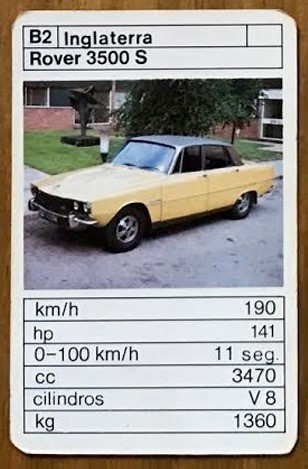 B2 Inglaterra
Rover 3500 S
km/h 190
hp 141
0-100 km/h 11 seg.
cc 3470
cilindros V 8
kg 1360